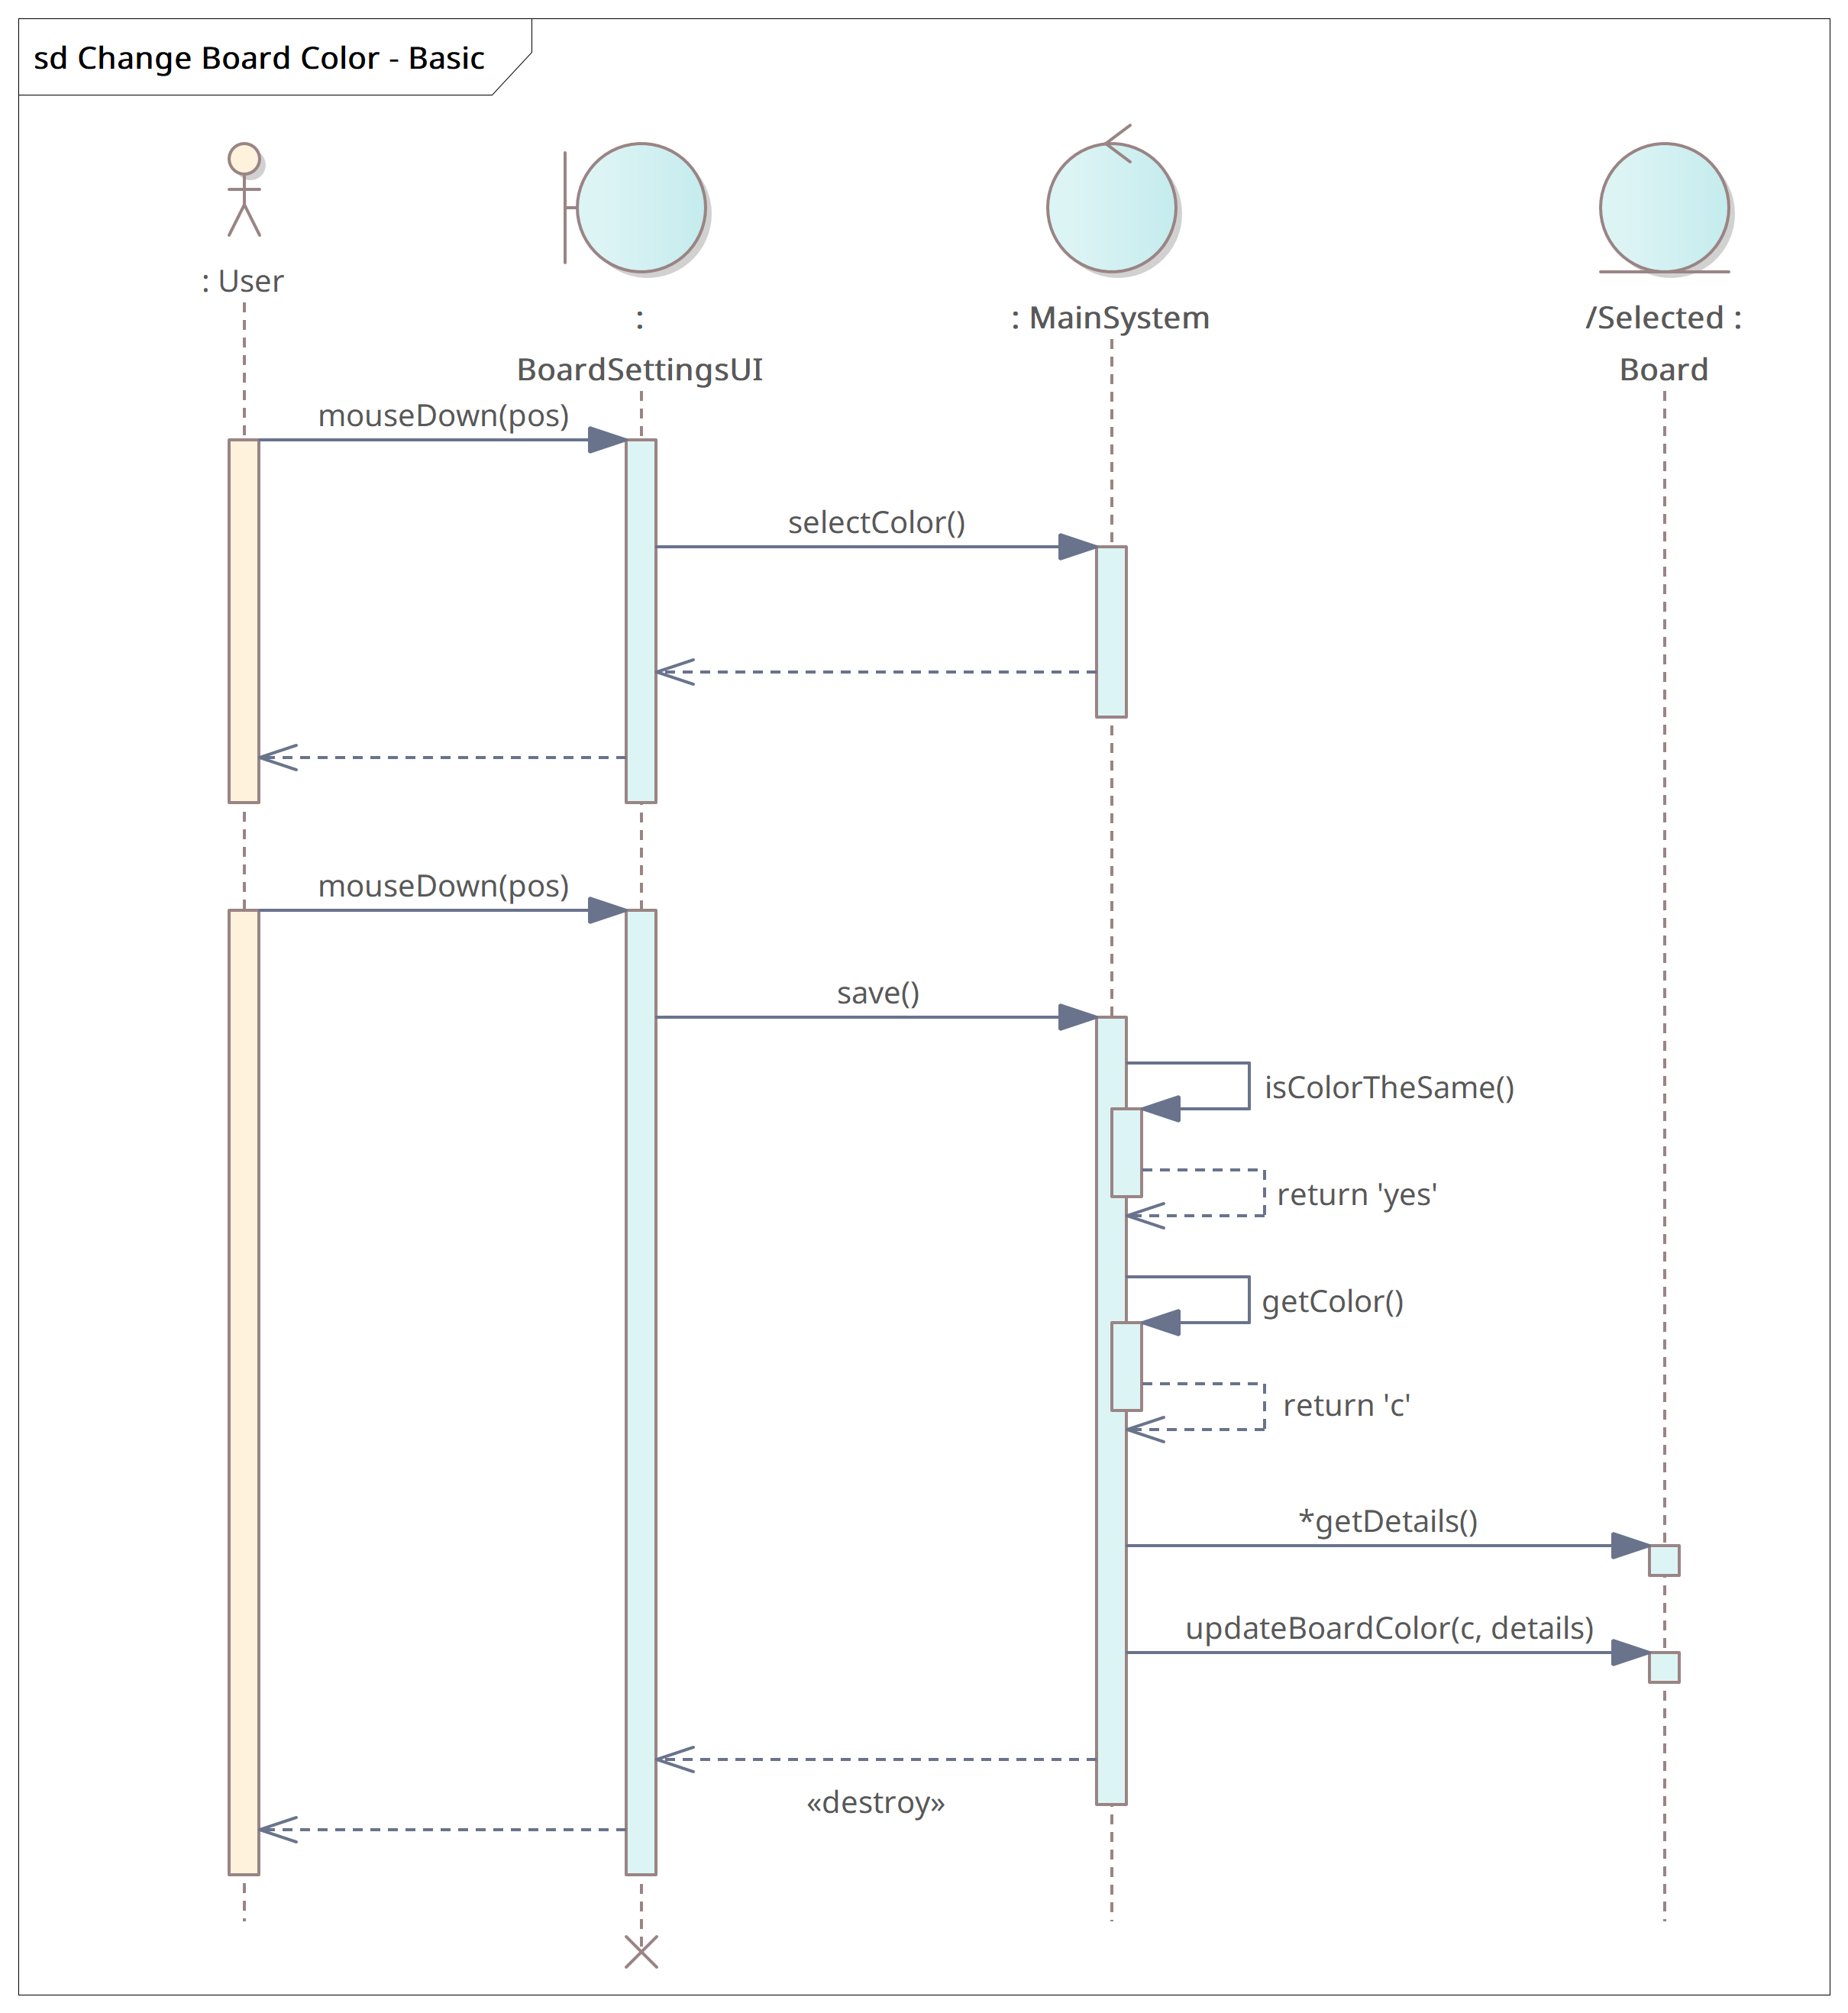 sd Change Board Color - Basic
: User
:
BoardSettingsUI
: MainSystem
/Selected :
Board
mouseDown(pos)
selectColor()
mouseDown(pos)
save()
isColorTheSame()
return 'yes'
getColor()
return 'c'
*getDetails()
updateBoardColor(c, details)
«destroy»